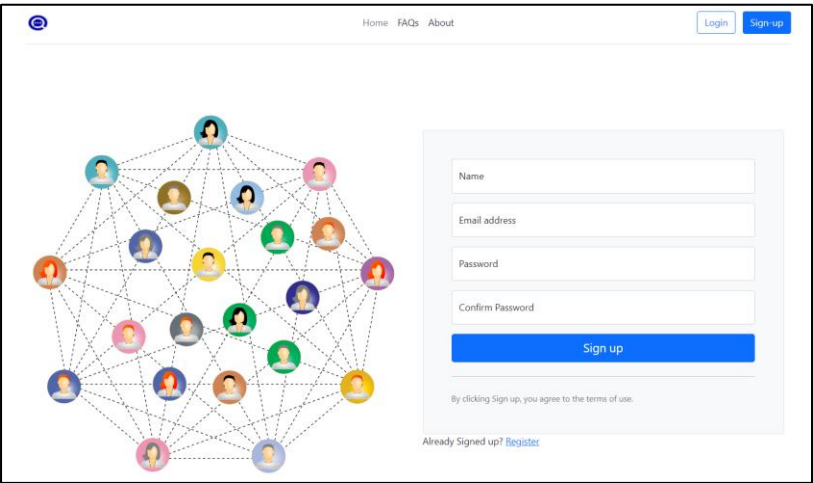 Home FAQs About
Login Sign-up
Name
Email address
Password
Confirm Password
Sign up
By clicking Sign up, you agree to the terms of use.
Already Signed up? Register